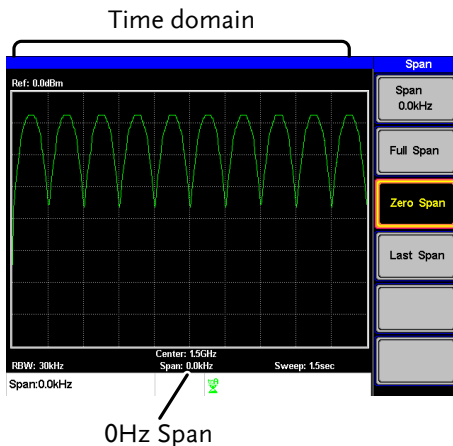 Time domain
Span
Ref: 0.0dBm
Span
0.0kHz
Full Span
Zero Span
Last Span
Center: 1.5GHz
RBW: 30kHz Span: 0.0kHz Sweep: 1.5sec
Span:0.0kHz
0Hz Span